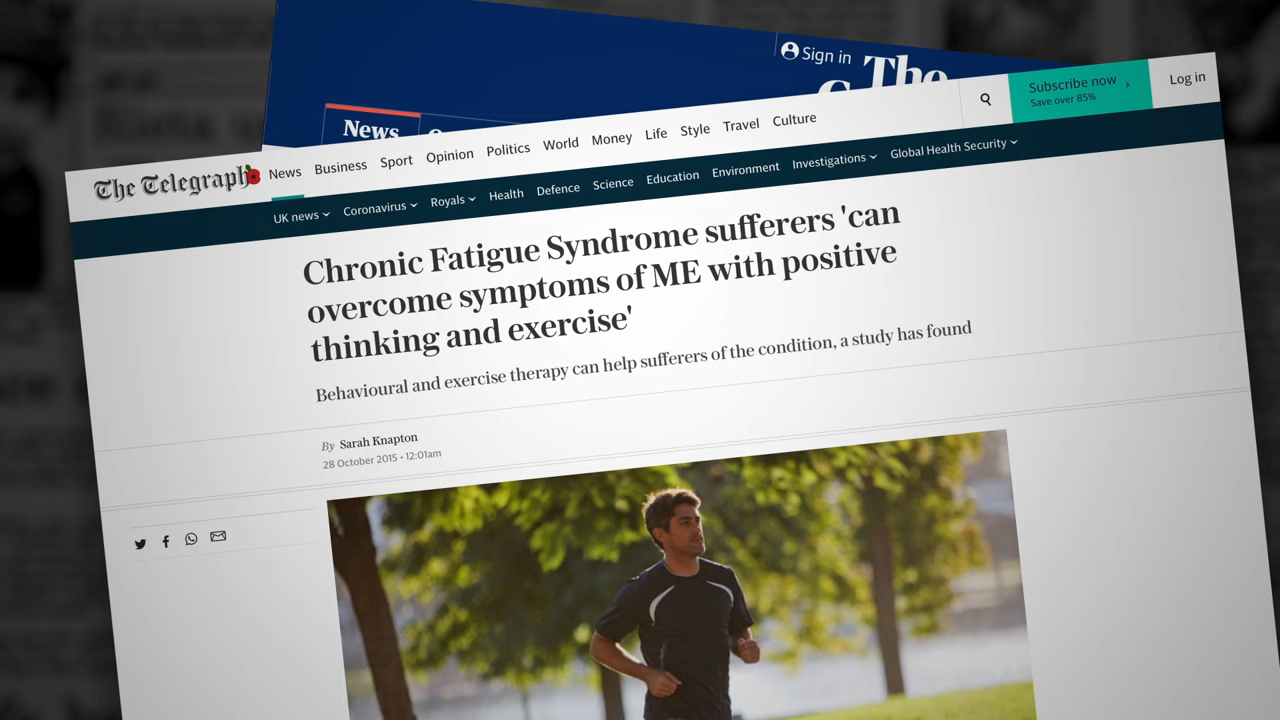 Sign in
The
News
Subscribe now
Save over 85%
Log in
The Telegraph
News Business Sport Opinion Politics World Money Life Style Travel Culture
UK news Coronavirus Royals Health Defence Science Education Environment Investigations Global Health Security
Chronic Fatigue Syndrome sufferers 'can
overcome symptoms of ME with positive
thinking and exercise'
Behavioural and exercise therapy can help sufferers of the condition, a study has found
By Sarah Knapton
28 October 2015 • 12:01am